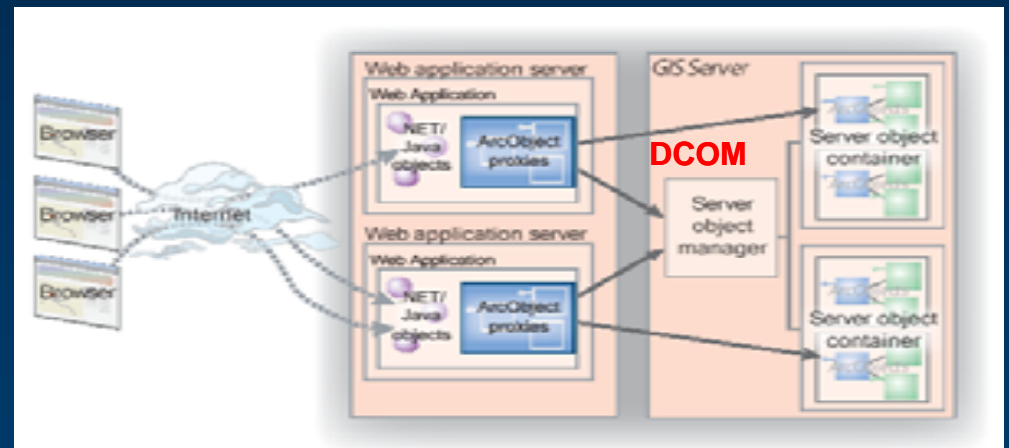 Browser
Browser
Browser
Internet
Web application server
Web Application
.NET/
Java
objects
ArcObject
proxies
Web application server
Web Application
.NET/
Java
objects
ArcObject
proxies
DCOM
GIS Server
Server
object
manager
Server object
container
Server object
container